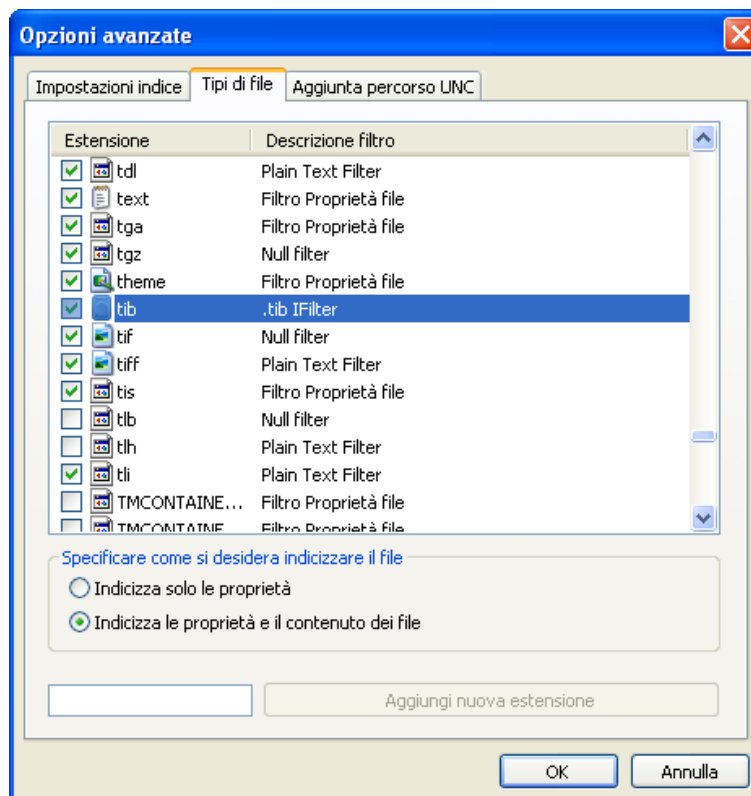 Opzioni avanzate
Impostazioni indice Tipi di file Aggiunta percorso UNC
Estensione Descrizione filtro
tdl Plain Text Filter
text Filtro Proprietà file
tga Filtro Proprietà file
tgz Null filter
theme Filtro Proprietà file
tib .tib IFilter
tif Null filter
tiff Plain Text Filter
tis Filtro Proprietà file
tlb Null filter
tlh Plain Text Filter
tli Plain Text Filter
TMCONTAINE... Filtro Proprietà file
TMCONTAINE Filtro Proprietà file
Specificare come si desidera indicizzare il file
Indicizza solo le proprietà
Indicizza le proprietà e il contenuto dei file
Aggiungi nuova estensione
OK Annulla